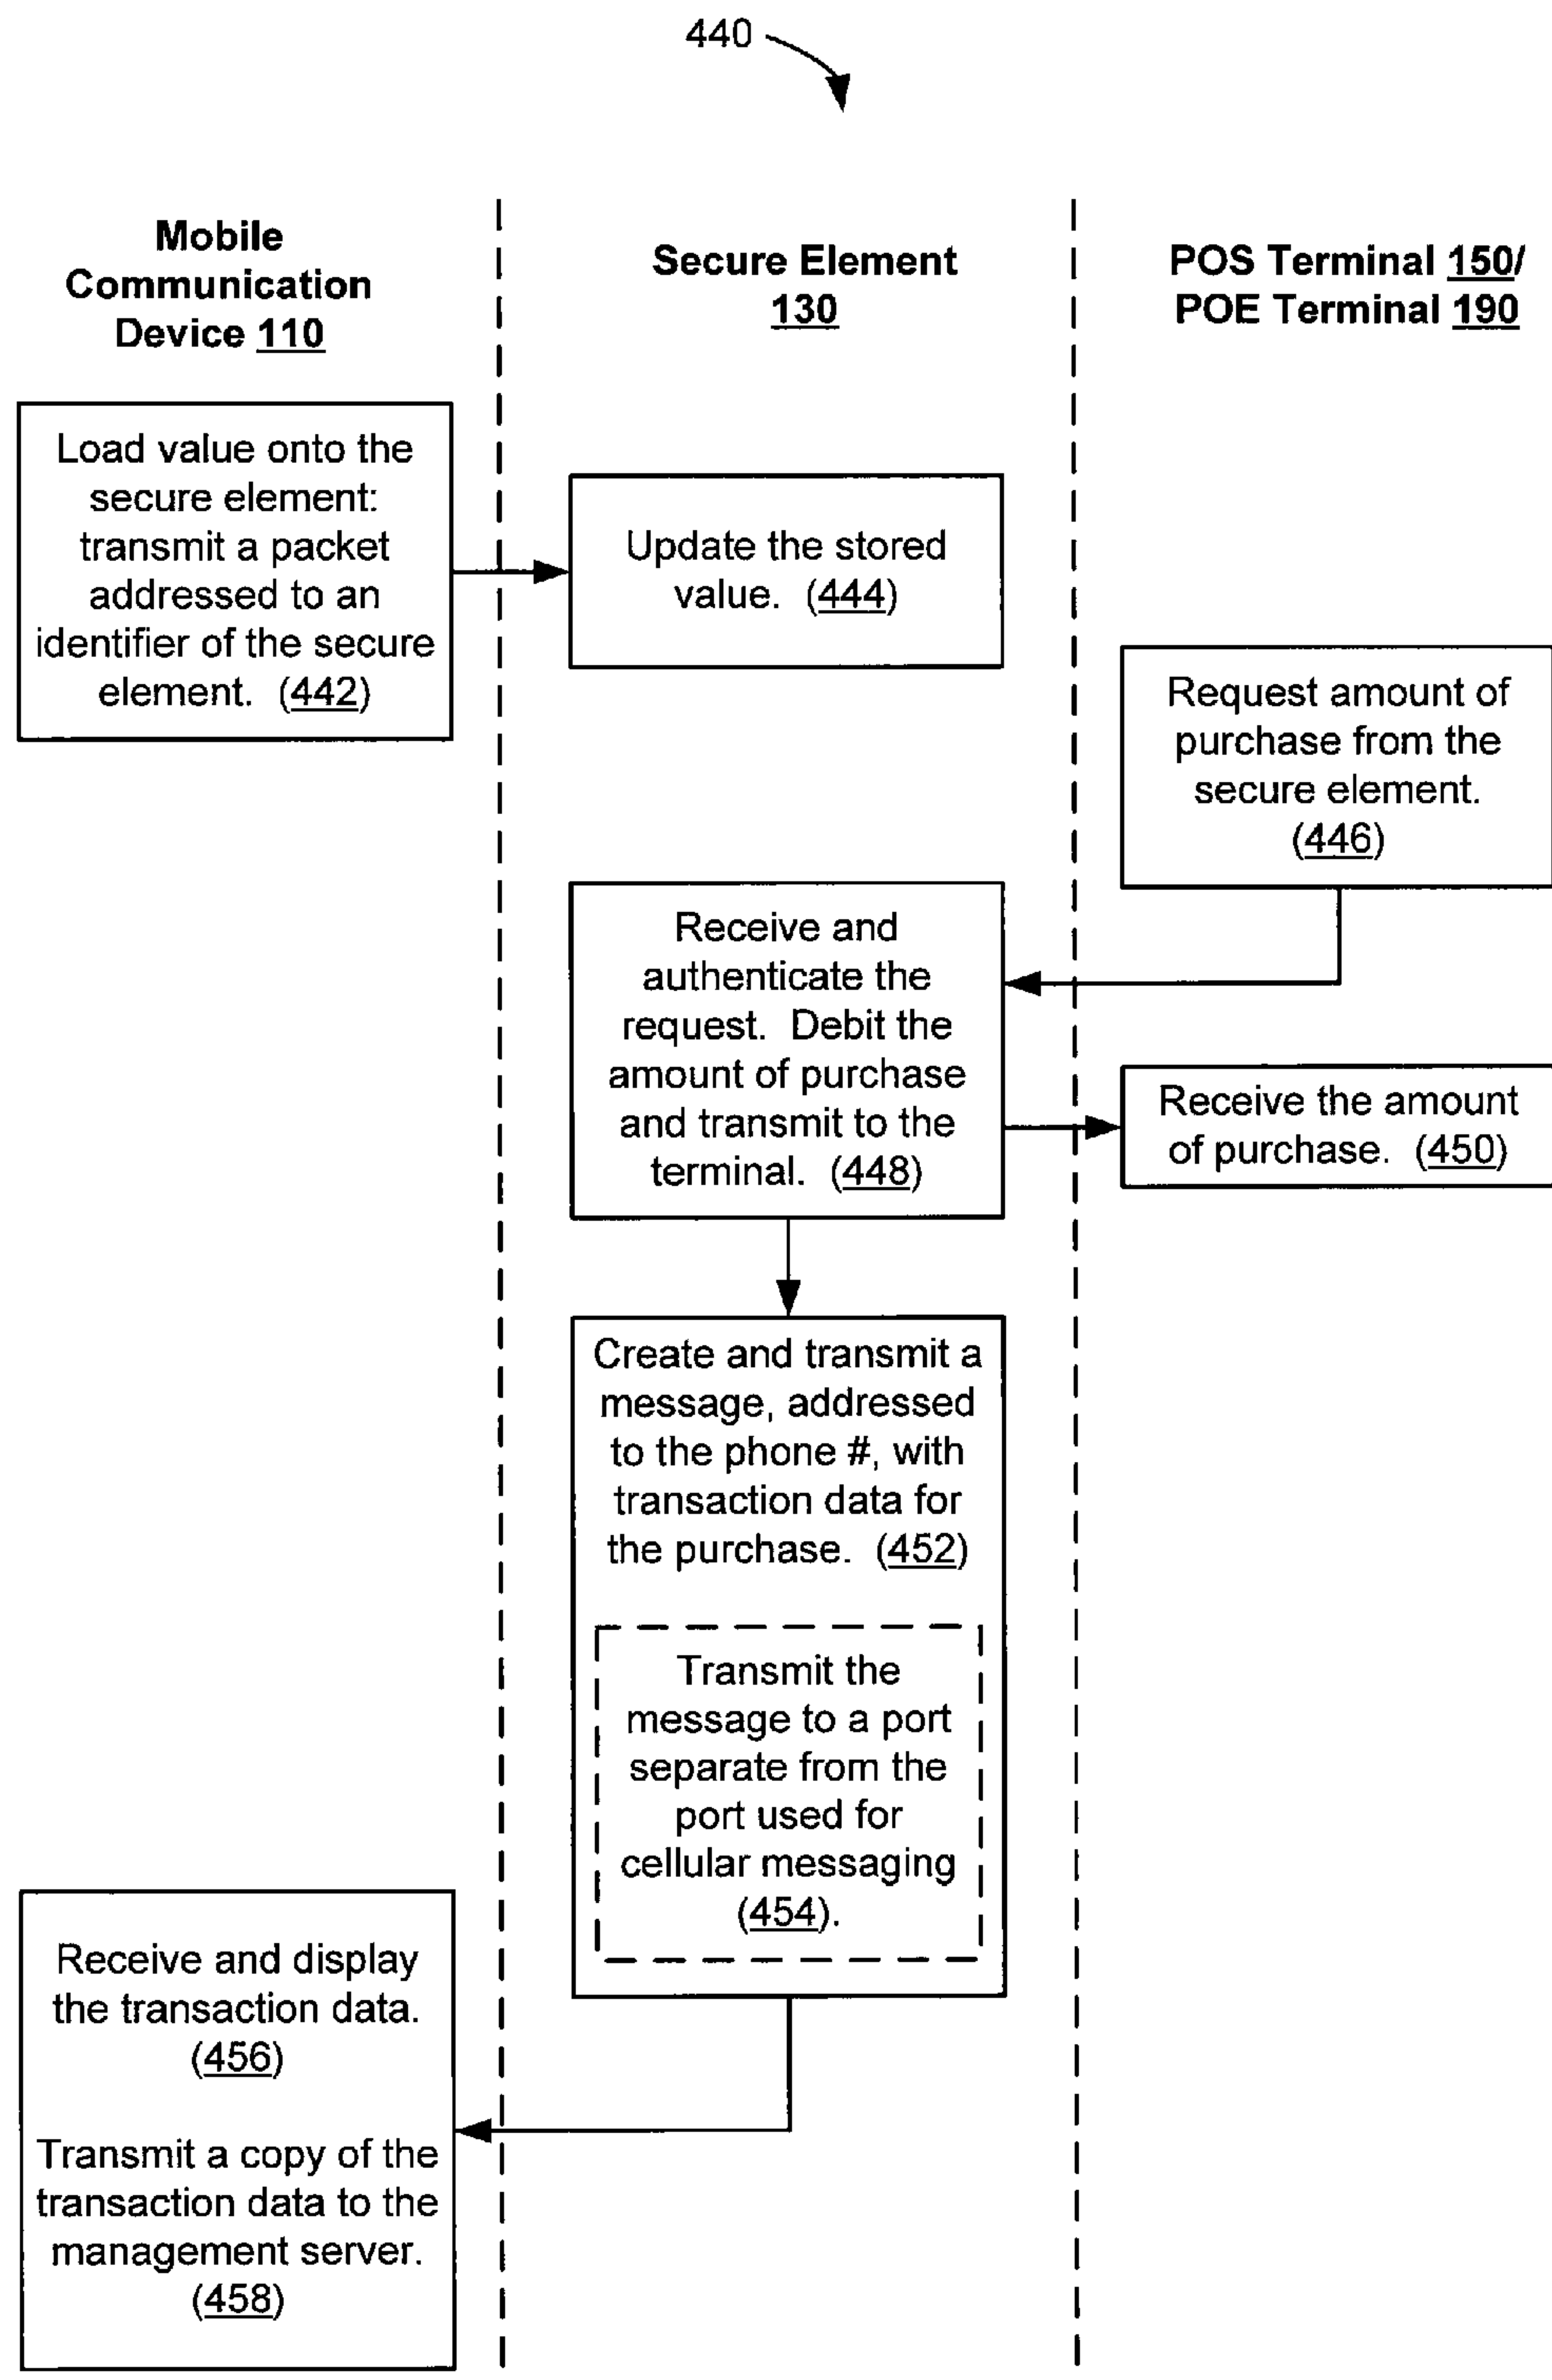 440
Mobile
Communication
Device 110
Secure Element
130
POS Terminal 150/
POE Terminal 190
Load value onto the
secure element:
transmit a packet
addressed to an
identifier of the secure
element. (442)
Update the stored
value. (444)
Request amount of
purchase from the
secure element.
(446)
Receive and
authenticate the
request. Debit the
amount of purchase
and transmit to the
terminal. (448)
Receive the amount
of purchase. (450)
Create and transmit a
message, addressed
to the phone #, with
transaction data for
the purchase. (452)
Transmit the
message to a port
separate from the
port used for
cellular messaging
(454).
Receive and display
the transaction data.
(456)
Transmit a copy of the
transaction data to the
management server.
(458)